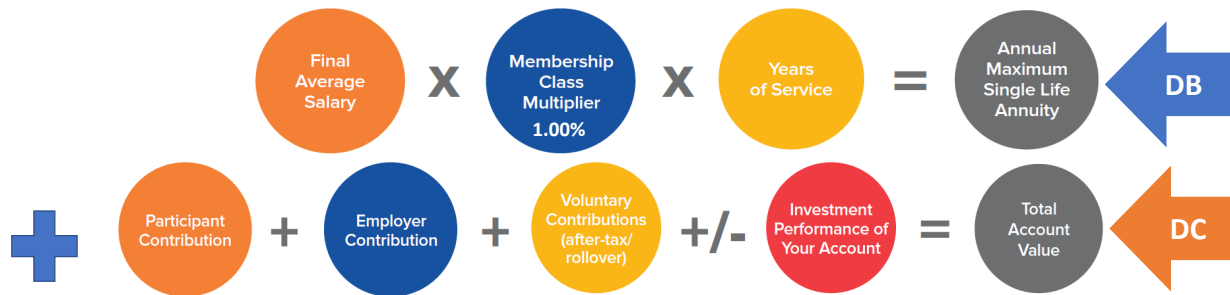 Final
Average
Salary
X
Membership
Class
Multiplier
1.00%
X
Years
of Service
=
Annual
Maximum
Single Life
Annuity
DB
Participant
Contribution
+
Employer
Contribution
+
Voluntary
Contributions
(after-tax/
rollover)
+/-
Investment
Performance of
Your Account
=
Total
Account
Value
DC